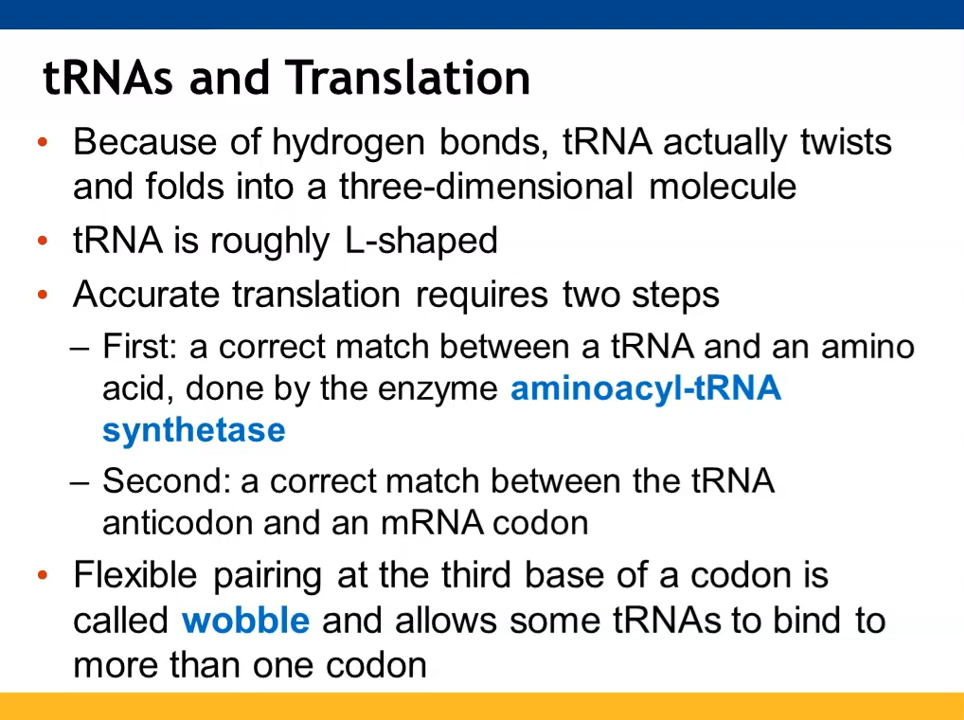 tRNAs and Translation
• Because of hydrogen bonds, tRNA actually twists
and folds into a three-dimensional molecule
• tRNA is roughly L-shaped
• Accurate translation requires two steps
– First: a correct match between a tRNA and an amino
acid, done by the enzyme aminoacyl-tRNA
synthetase
– Second: a correct match between the tRNA
anticodon and an mRNA codon
• Flexible pairing at the third base of a codon is
called wobble and allows some tRNAs to bind to
more than one codon